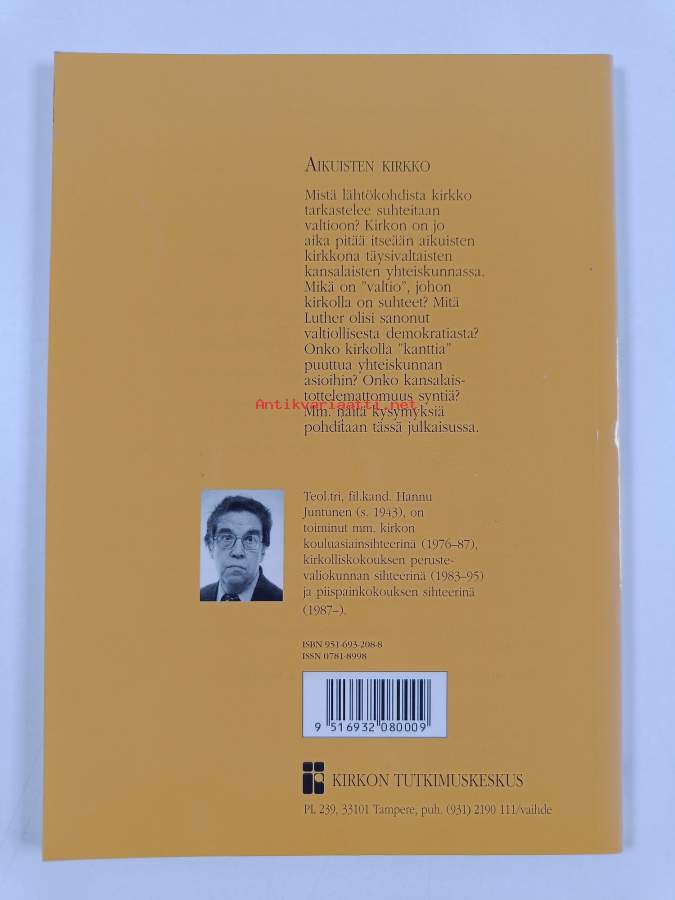 AIKUISTEN KIRKKO
Mistä lähtökohdista kirkko
tarkastelee suhteitaan
valtioon? Kirkon on jo
aika pitää itseään aikuisten
kirkkona täysivaltaisten
kansalaisten yhteiskunnassa.
Mikä on "valtio", johon
kirkolla on suhteet? Mitä
Luther olisi sanonut
valtiollisesta demokratiasta?
Onko kirkolla "kanttia"
puuttua yhteiskunnan
asioihin? Onko kansalais-
tottelemattomuus syntiä?
Antikvariaatti.net
Mm. näitä kysymyksiä
pohditaan tässä julkaisussa.
Teol.tri, fil.kand. Hannu
Juntunen (s. 1943), on
toiminut mm. kirkon
kouluasiainsihteerinä (1976–87),
kirkolliskokouksen peruste-
valiokunnan sihteerinä (1983–95)
ja piispainkokouksen sihteerinä
(1987–).
ISBN 951-693-208-8
ISSN 0781-8998
9 516932 080009
KIRKON TUTKIMUSKESKUS
PL 239, 33101 Tampere, puh. (931) 2190 111/vaihde